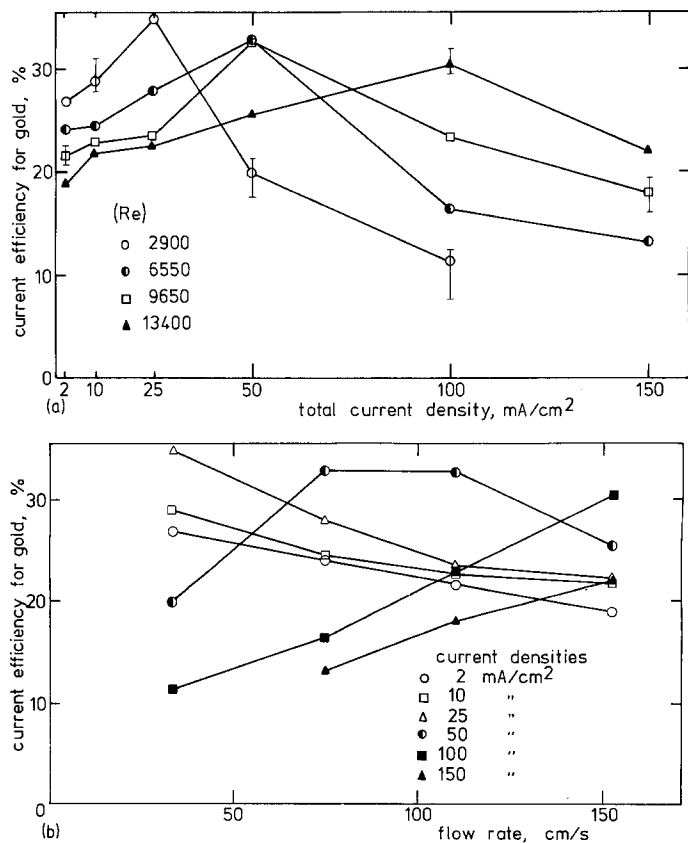 current efficiency for gold, %
30
20
10
0
(Re)
2900
6550
9650
13400
2 10 25 50 100 150
(a) total current density, mA/cm2
current efficiency for gold, %
30
20
10
0
current densities
2 mA/cm2
10 "
25 "
50 "
100 "
150 "
50 100 150
(b) flow rate, cm/s